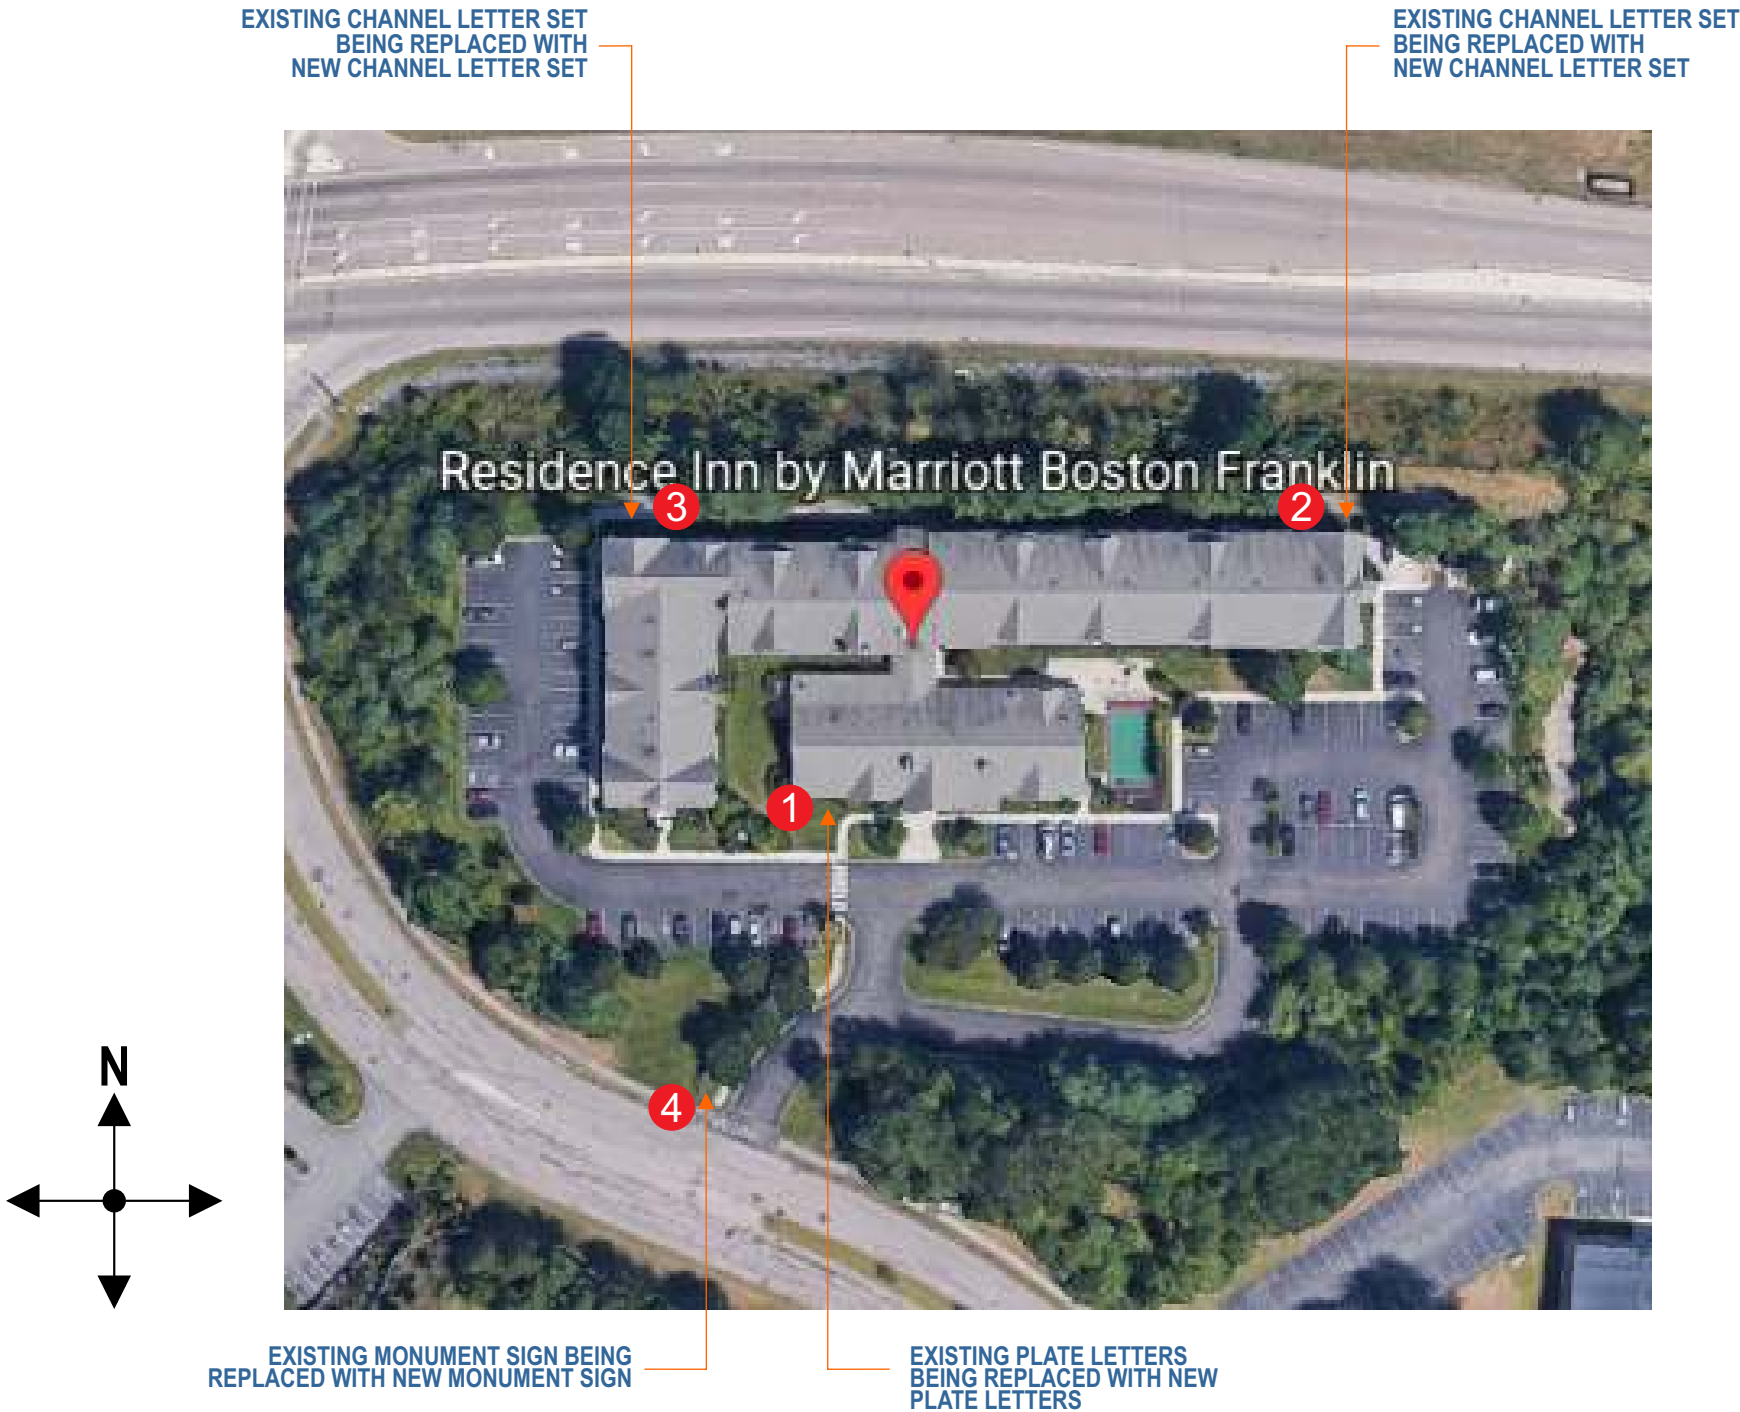 EXISTING CHANNEL LETTER SET
BEING REPLACED WITH
NEW CHANNEL LETTER SET
EXISTING CHANNEL LETTER SET
BEING REPLACED WITH
NEW CHANNEL LETTER SET
Residence Inn by Marriott Boston Franklin
3
2
1
4
N
EXISTING MONUMENT SIGN BEING
REPLACED WITH NEW MONUMENT SIGN
EXISTING PLATE LETTERS
BEING REPLACED WITH NEW
PLATE LETTERS